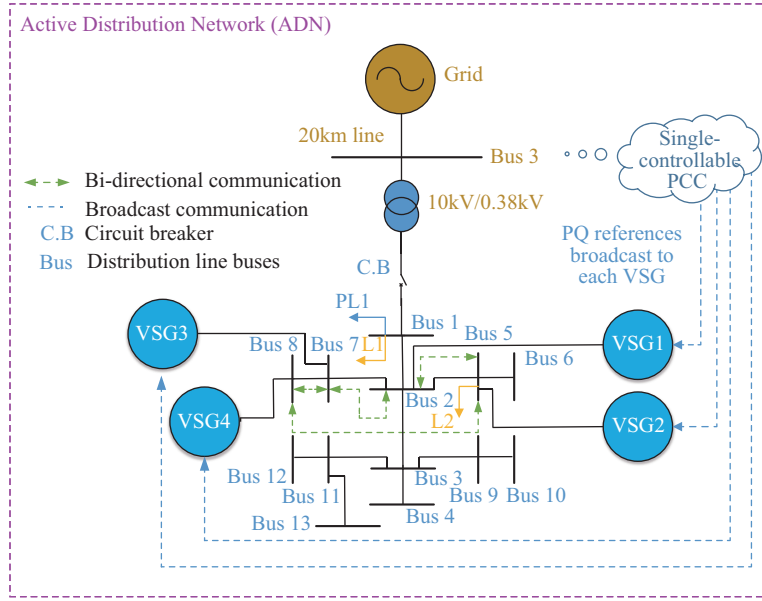 Active Distribution Network (ADN)
Grid
20km line
Bus 3
Single-
controllable
PCC
Bi-directional communication
Broadcast communication
C.B Circuit breaker
Bus Distribution line buses
10kV/0.38kV
C.B
PQ references
broadcast to
each VSG
PL1
L1
Bus 1
Bus 5
Bus 6
VSG3
VSG1
Bus 8
Bus 7
Bus 2
L2
VSG4
VSG2
Bus 12
Bus 11
Bus 3
Bus 9
Bus 10
Bus 4
Bus 13